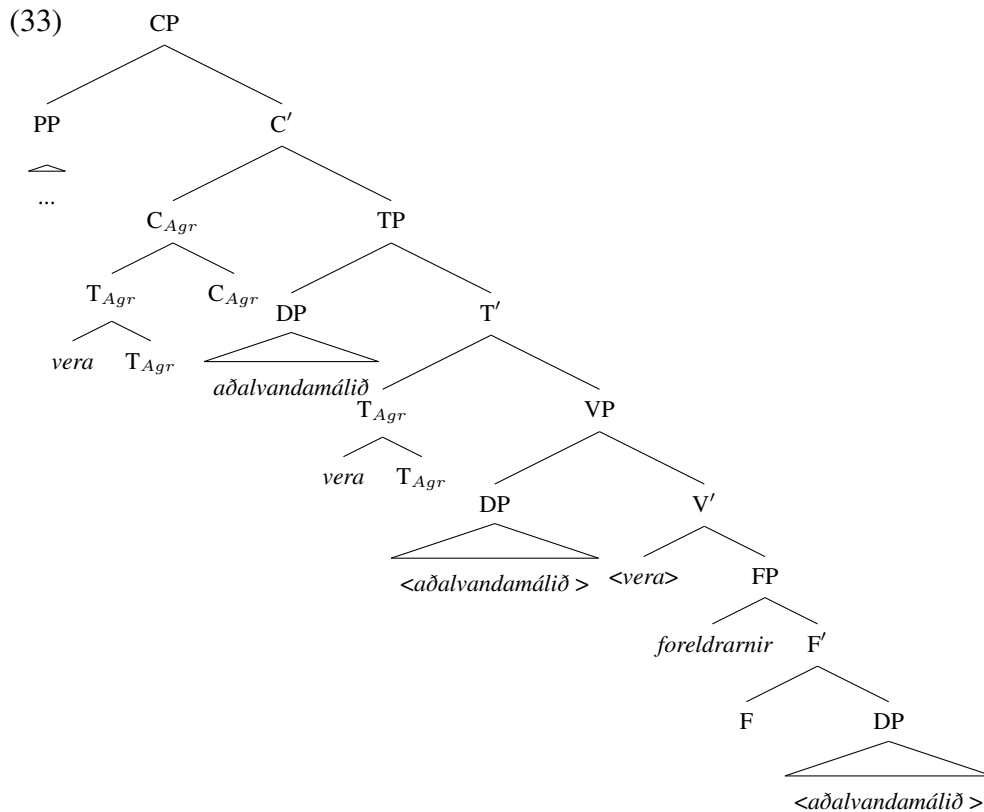 (33) CP
PP C′
...
C_Agr TP
T_Agr C_Agr DP T′
vera T_Agr
aðalvandamálið
T_Agr VP
vera T_Agr
DP V′
<aðalvandamálið >
<vera> FP
foreldrarnir F′
F DP
<aðalvandamálið >